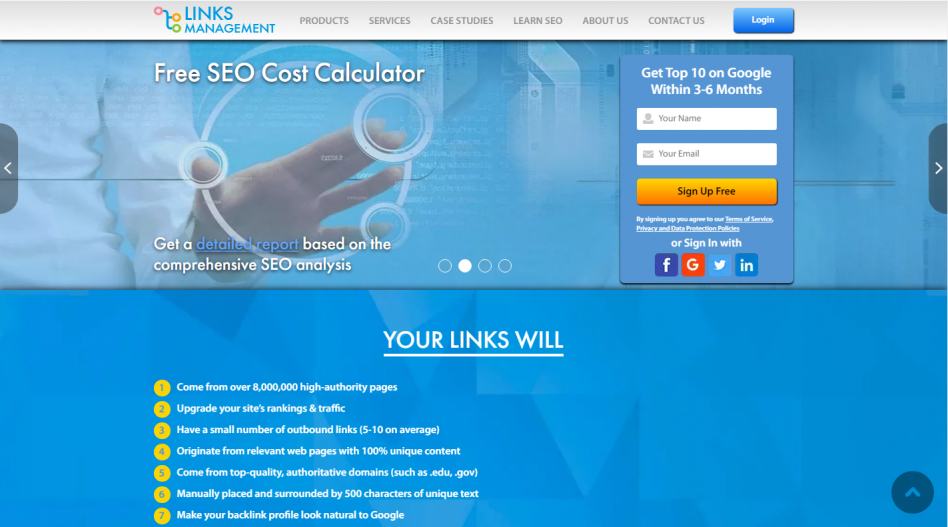 LINKS
MANAGEMENT
PRODUCTS SERVICES CASE STUDIES LEARN SEO ABOUT US CONTACT US Login
Free SEO Cost Calculator
Get a detailed report based on the
comprehensive SEO analysis
Get Top 10 on Google
Within 3-6 Months
Your Name
Your Email
Sign Up Free
By signing up you agree to our Terms of Service,
Privacy and Data Protection Policies
or Sign In with
f G in
YOUR LINKS WILL
1 Come from over 8,000,000 high-authority pages
2 Upgrade your site's rankings & traffic
3 Have a small number of outbound links (5-10 on average)
4 Originate from relevant web pages with 100% unique content
5 Come from top-quality, authoritative domains (such as .edu, .gov)
6 Manually placed and surrounded by 500 characters of unique text
7 Make your backlink profile look natural to Google